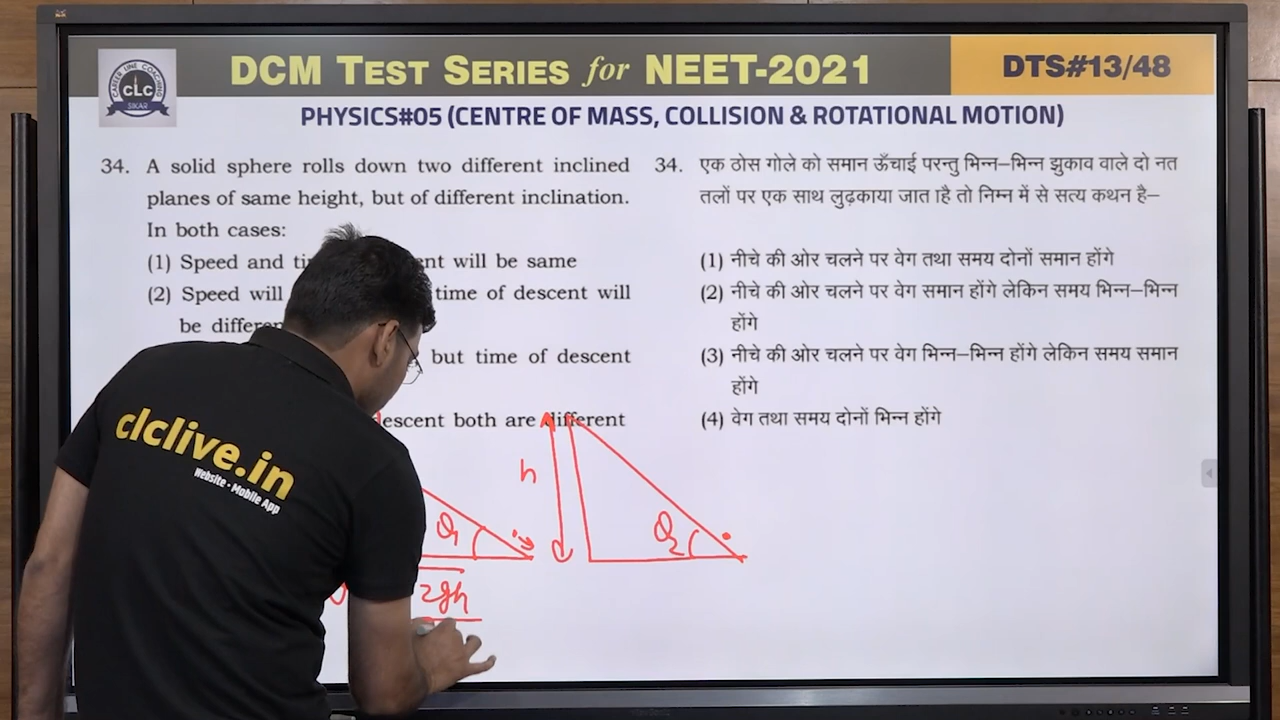 CAREER LINE COACHING
CLC
SIKAR
DCM TEST SERIES for NEET-2021
DTS#13/48
PHYSICS#05 (CENTRE OF MASS, COLLISION & ROTATIONAL MOTION)
34. A solid sphere rolls down two different inclined
planes of same height, but of different inclination.
In both cases:
(1) Speed and will be same
(2) Speed will time of descent will
be
but time of descent
descent both are different
34. एक ठोस गोले को समान ऊँचाई परन्तु भिन्न–भिन्न झुकाव वाले दो नत
तलों पर एक साथ लुढ़काया जात ाहै तो निम्न में से सत्य कथन है–
(1) नीचे की ओर चलने पर वेग तथा समय दोनों समान होंगे
(2) नीचे की ओर चलने पर वेग समान होंगे लेकिन समय भिन्न–भिन्न
होंगे
(3) नीचे की ओर चलने पर वेग भिन्न–भिन्न होंगे लेकिन समय समान
होंगे
(4) वेग तथा समय दोनों भिन्न होंगे
h
θ1
θ2
2gh
clclive.in
Website • Mobile App